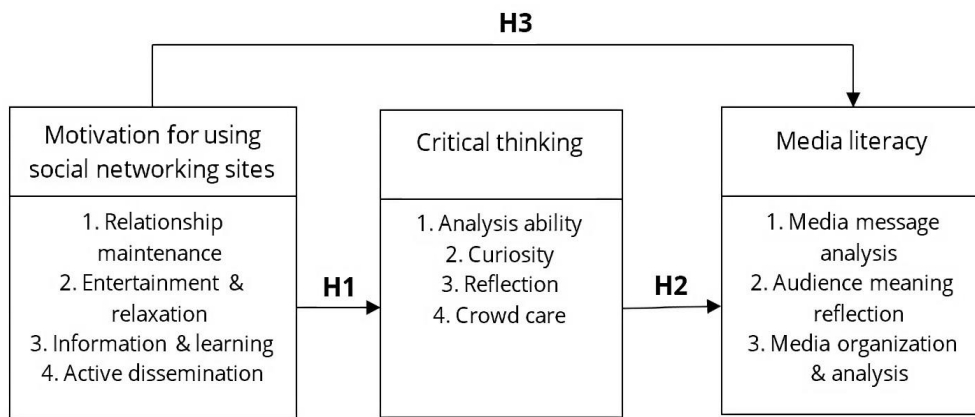 H3
Motivation for using
social networking sites
1. Relationship
maintenance
2. Entertainment &
relaxation
3. Information & learning
4. Active dissemination
H1
Critical thinking
1. Analysis ability
2. Curiosity
3. Reflection
4. Crowd care
H2
Media literacy
1. Media message
analysis
2. Audience meaning
reflection
3. Media organization
& analysis